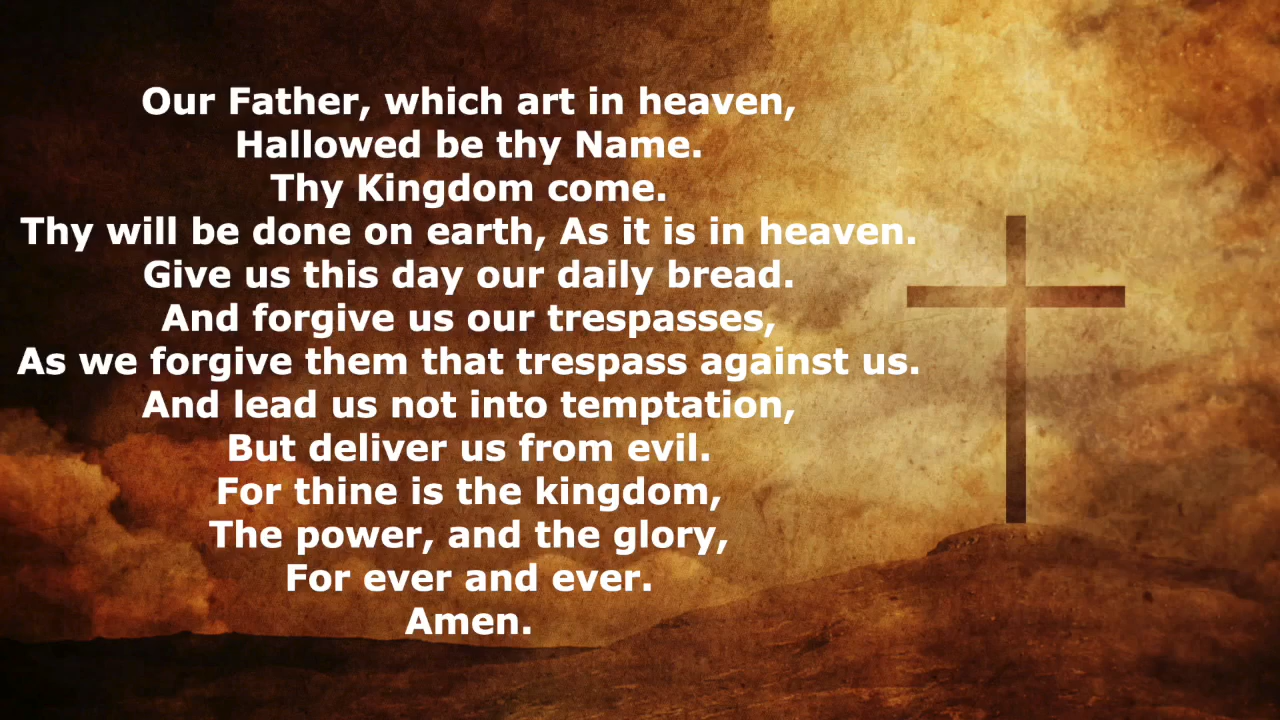 Our Father, which art in heaven,
Hallowed be thy Name.
Thy Kingdom come.
Thy will be done on earth, As it is in heaven.
Give us this day our daily bread.
And forgive us our trespasses,
As we forgive them that trespass against us.
And lead us not into temptation,
But deliver us from evil.
For thine is the kingdom,
The power, and the glory,
For ever and ever.
Amen.